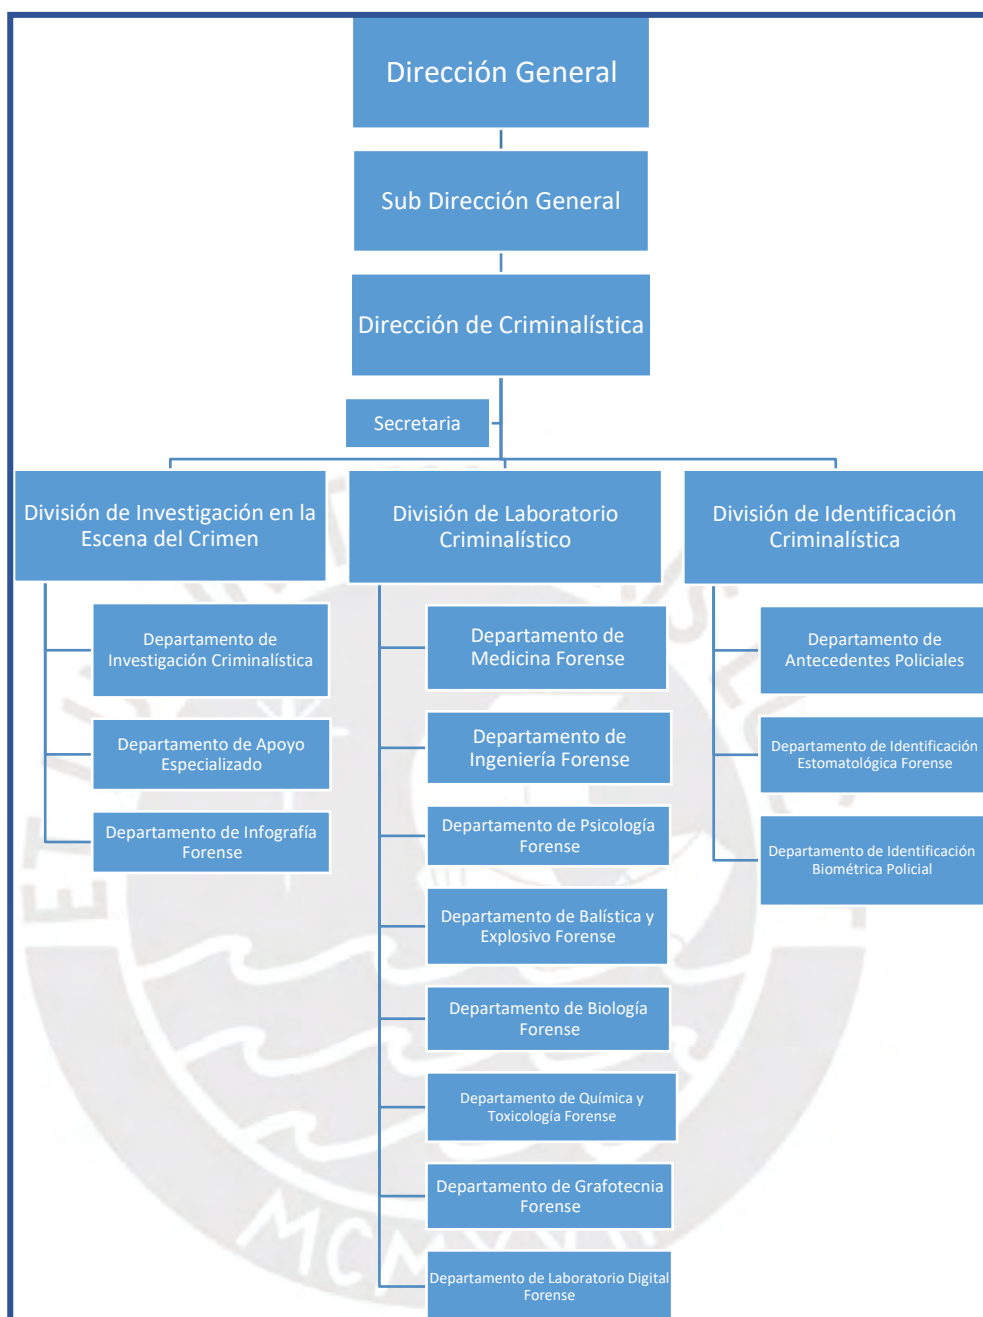 Dirección General
Sub Dirección General
Dirección de Criminalística
Secretaria
División de Investigación en la
Escena del Crimen
Departamento de
Investigación Criminalística
Departamento de Apoyo
Especializado
Departamento de Infografía
Forense
División de Laboratorio
Criminalístico
Departamento de
Medicina Forense
Departamento de
Ingeniería Forense
Departamento de Psicología
Forense
Departamento de Balística y
Explosivo Forense
Departamento de Biología
Forense
Departamento de Química y
Toxicología Forense
Departamento de Grafotecnia
Forense
Departamento de Laboratorio Digital
Forense
División de Identificación
Criminalística
Departamento de
Antecedentes Policiales
Departamento de Identificación
Estomatológica Forense
Departamento de Identificación
Biométrica Policial